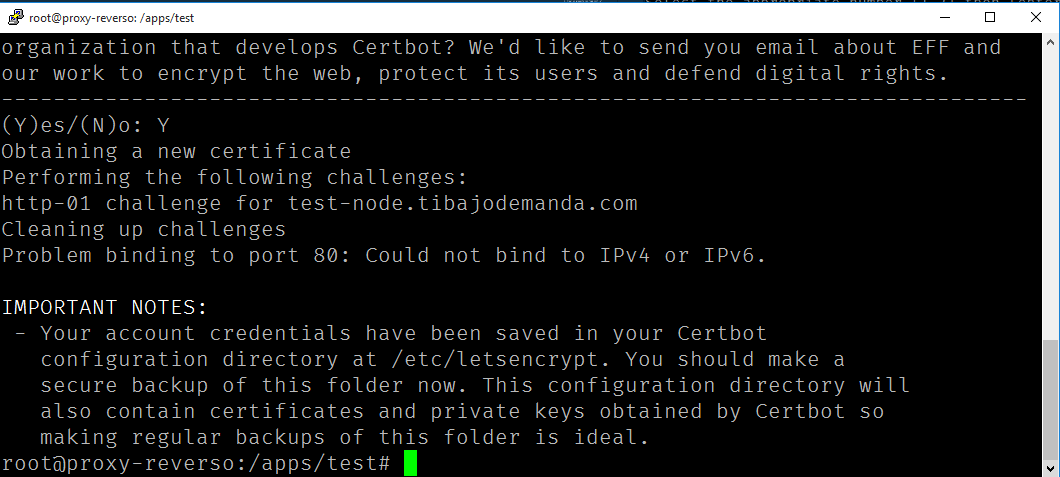 root@proxy-reverso: /apps/test
organization that develops Certbot? We'd like to send you email about EFF and
our work to encrypt the web, protect its users and defend digital rights.
-------------------------------------------------------------------------------
(Y)es/(N)o: Y
Obtaining a new certificate
Performing the following challenges:
http-01 challenge for test-node.tibajodemanda.com
Cleaning up challenges
Problem binding to port 80: Could not bind to IPv4 or IPv6.
IMPORTANT NOTES:
- Your account credentials have been saved in your Certbot
configuration directory at /etc/letsencrypt. You should make a
secure backup of this folder now. This configuration directory will
also contain certificates and private keys obtained by Certbot so
making regular backups of this folder is ideal.
root@proxy-reverso:/apps/test#